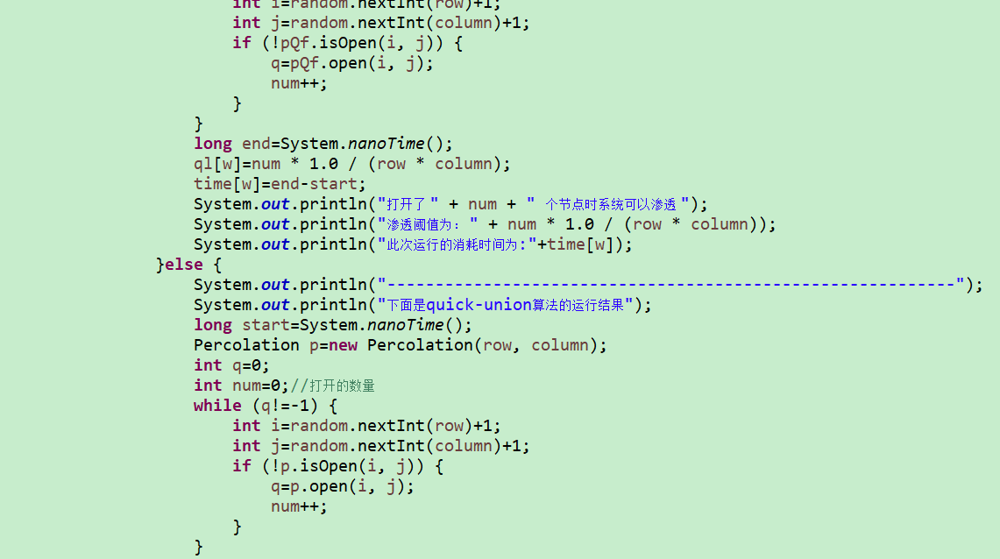 int i=random.nextInt(row)+1;
int j=random.nextInt(column)+1;
if (!pQf.isOpen(i, j)) {
q=pQf.open(i, j);
num++;
}
}
long end=System.nanoTime();
ql[w]=num * 1.0 / (row * column);
time[w]=end-start;
System.out.println("打开了 " + num + " 个节点时系统可以渗透 ");
System.out.println("渗透阈值为: " + num * 1.0 / (row * column));
System.out.println("此次运行的消耗时间为:"+time[w]);
}else {
System.out.println("-----------------------------------------------------------");
System.out.println("下面是quick-union算法的运行结果");
long start=System.nanoTime();
Percolation p=new Percolation(row, column);
int q=0;
int num=0;//打开的数量
while (q!=-1) {
int i=random.nextInt(row)+1;
int j=random.nextInt(column)+1;
if (!p.isOpen(i, j)) {
q=p.open(i, j);
num++;
}
}